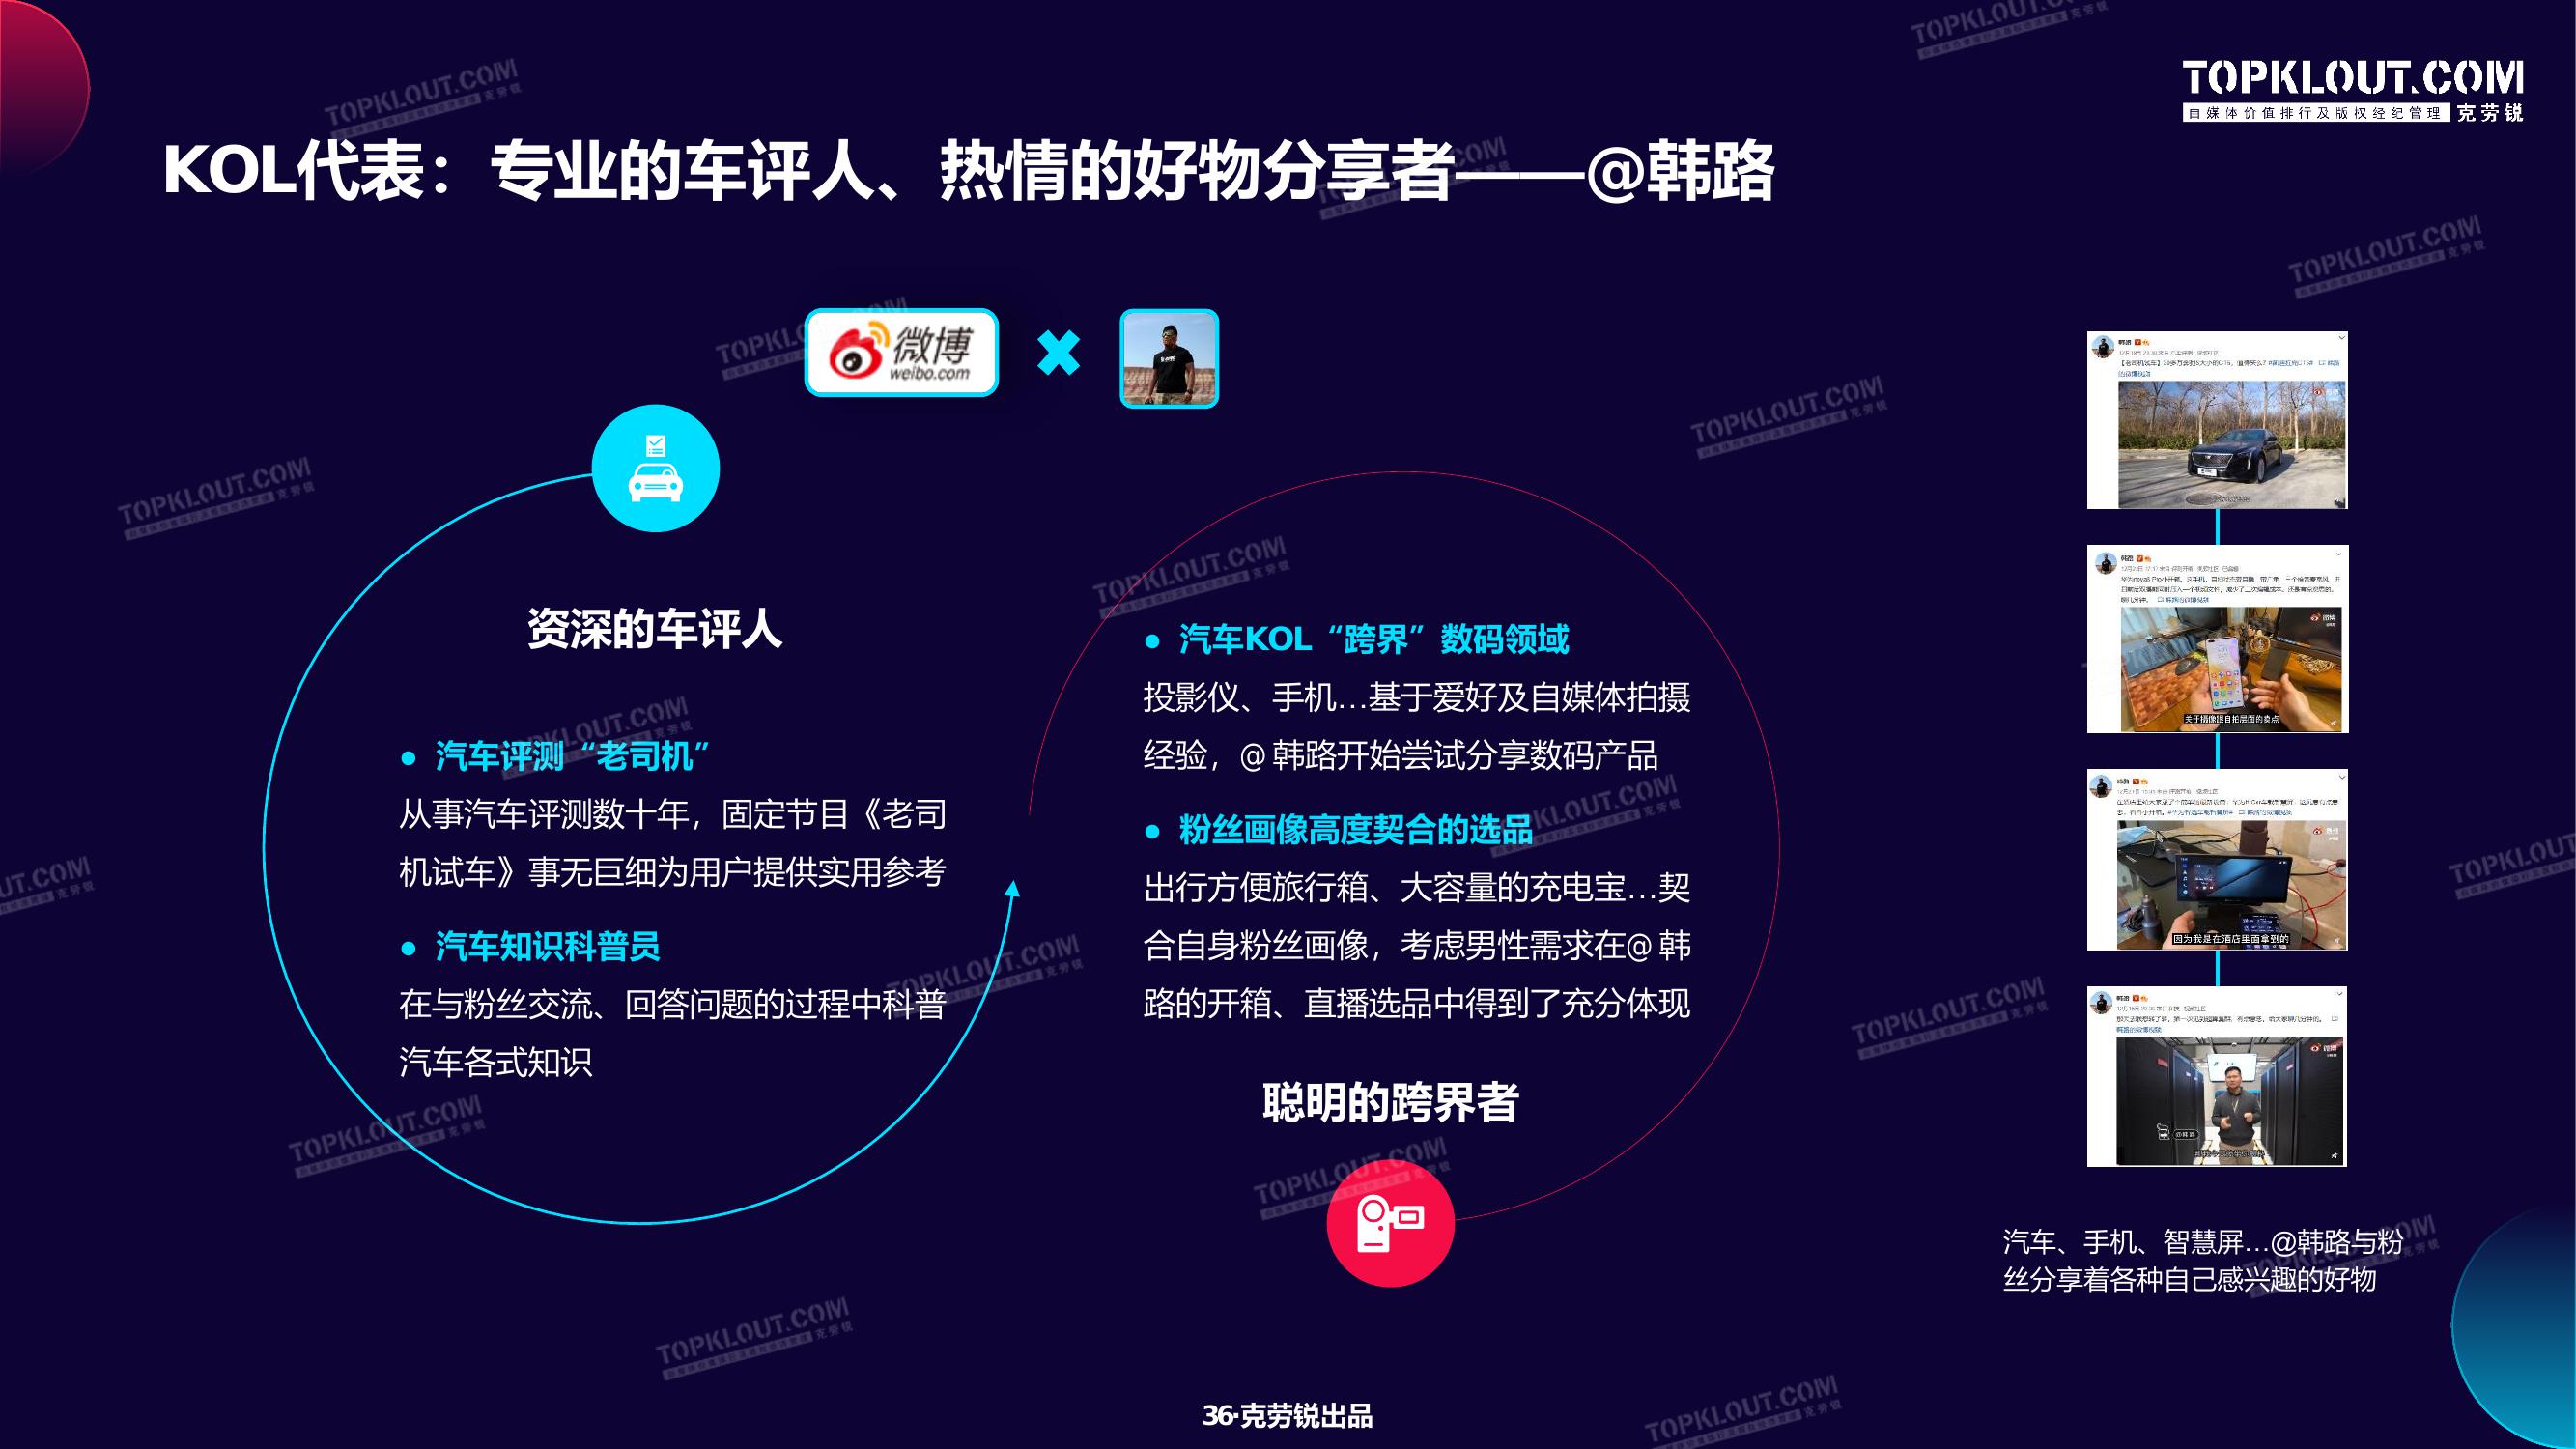 TOPKLOUT.COM
自媒体价值排行及版权经纪管理 克劳锐
KOL代表：专业的车评人、热情的好物分享者——@韩路
微博
weibo.com
资深的车评人
● 汽车评测“老司机”
从事汽车评测数十年，固定节目《老司
机试车》事无巨细为用户提供实用参考
● 汽车知识科普员
在与粉丝交流、回答问题的过程中科普
汽车各式知识
● 汽车KOL“跨界”数码领域
投影仪、手机…基于爱好及自媒体拍摄
经验，@韩路开始尝试分享数码产品
● 粉丝画像高度契合的选品
出行方便旅行箱、大容量的充电宝…契
合自身粉丝画像，考虑男性需求在@韩
路的开箱、直播选品中得到了充分体现
聪明的跨界者
韩路
韩路
关于摄像跟自拍层面的卖点
韩路
因为我是在酒店里面拿到的
韩路
汽车、手机、智慧屏…@韩路与粉
丝分享着各种自己感兴趣的好物
36·克劳锐出品